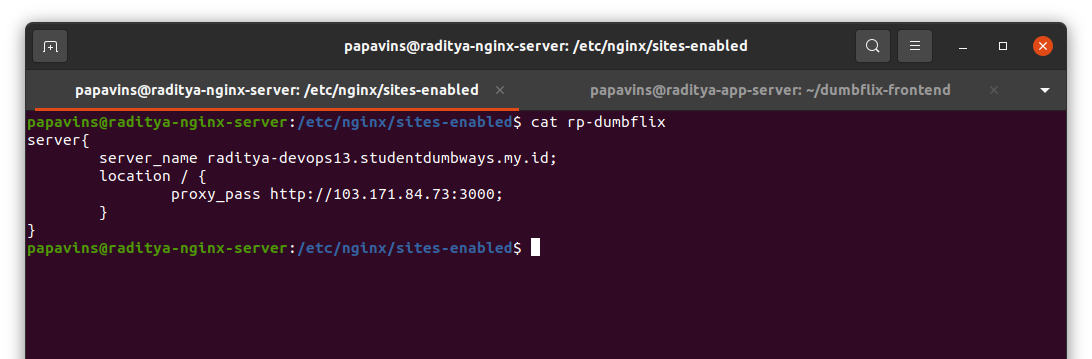 papavins@raditya-nginx-server: /etc/nginx/sites-enabled
papavins@raditya-nginx-server: /etc/nginx/sites-enabled
papavins@raditya-app-server: ~/dumbflix-frontend
papavins@raditya-nginx-server:/etc/nginx/sites-enabled$ cat rp-dumbflix
server{
        server_name raditya-devops13.studentdumbways.my.id;
        location / {
                proxy_pass http://103.171.84.73:3000;
        }
}
papavins@raditya-nginx-server:/etc/nginx/sites-enabled$